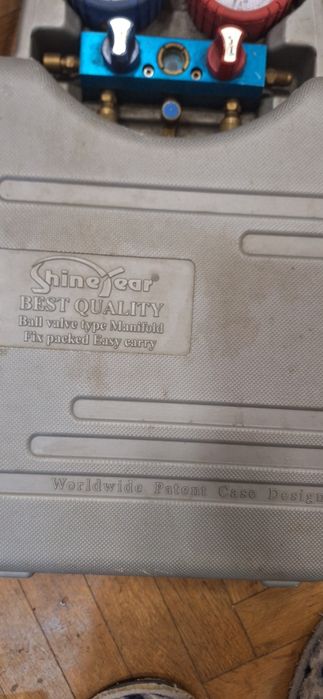 ShineYear®
BEST QUALITY
Ball valve type Manifold
Fix packed Easy carry
Worldwide Patent Case Design